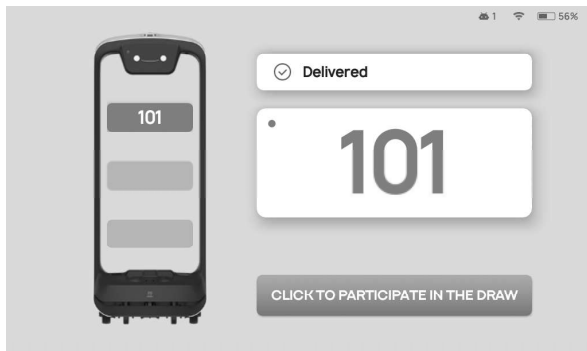 1 56%
Delivered
101
101
CLICK TO PARTICIPATE IN THE DRAW